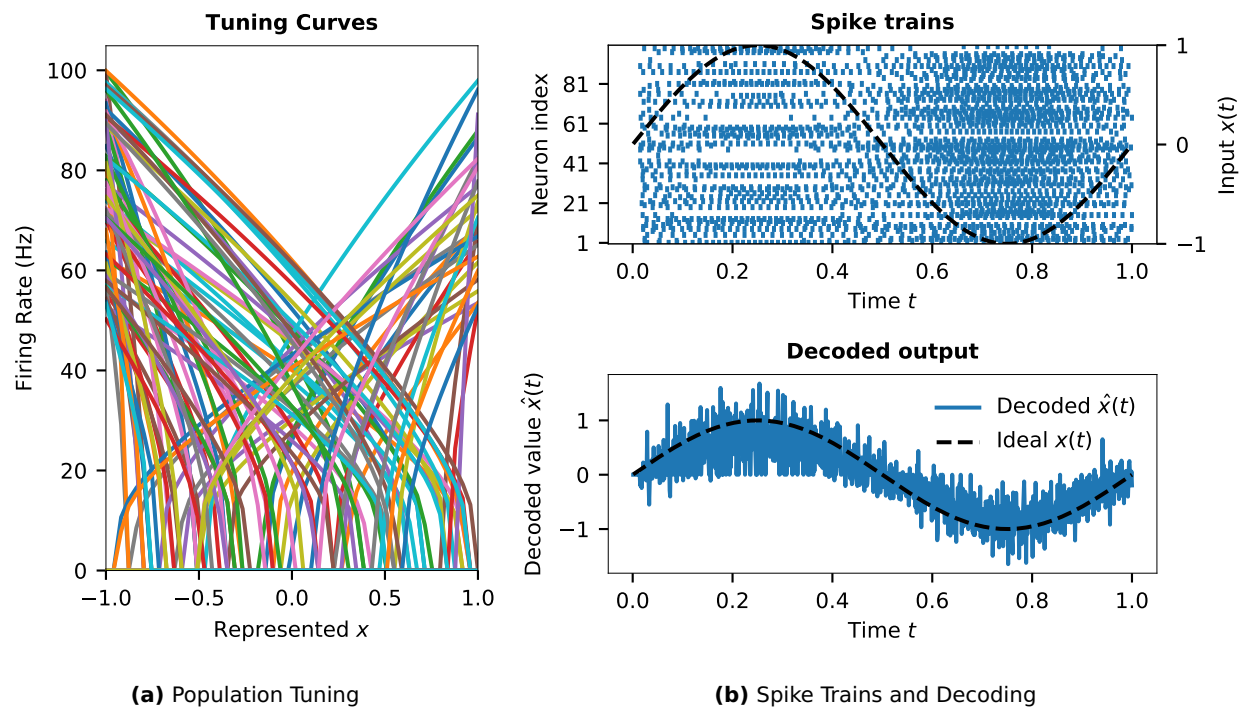 Tuning Curves
Firing Rate (Hz)
100
80
60
40
20
0
−1.0 −0.5 0.0 0.5 1.0
Represented x
(a) Population Tuning
Spike trains
Neuron index
81
61
41
21
1
1
0
−1
Input x(t)
0.0 0.2 0.4 0.6 0.8 1.0
Time t
Decoded output
Decoded value x̂(t)
1
0
−1
Decoded x̂(t)
Ideal x(t)
0.0 0.2 0.4 0.6 0.8 1.0
Time t
(b) Spike Trains and Decoding